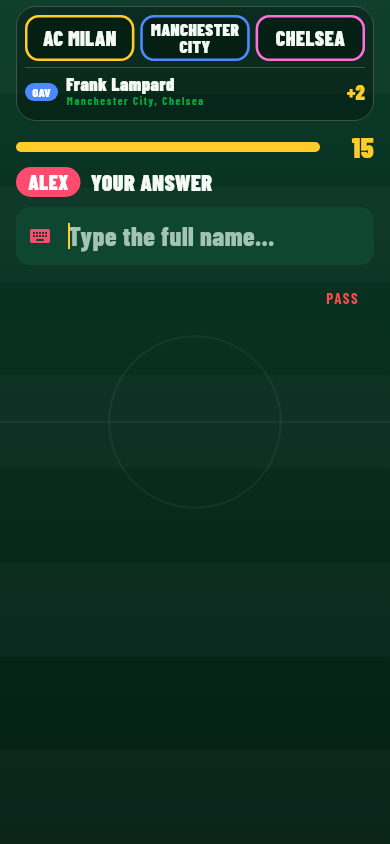 AC MILAN
MANCHESTER
CITY
CHELSEA
GAV
Frank Lampard
Manchester City, Chelsea
+2
15
ALEX
YOUR ANSWER
Type the full name...
PASS